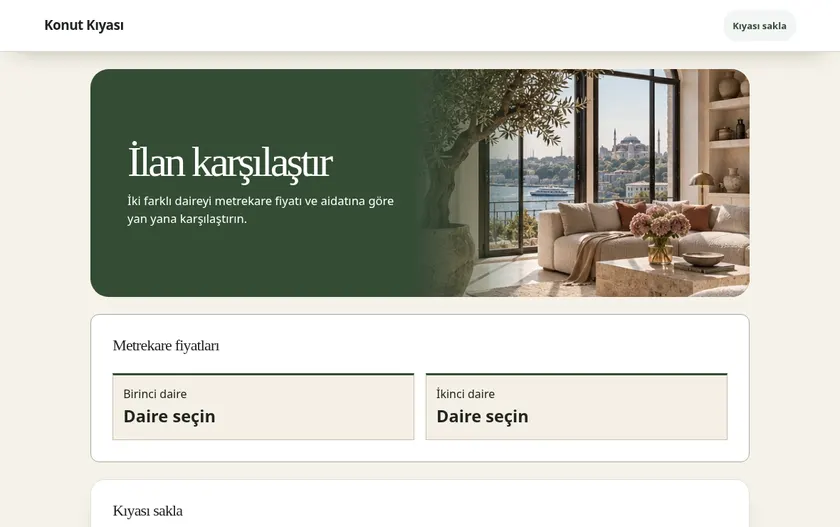 Konut Kıyası
Kıyası sakla
İlan karşılaştır
İki farklı daireyi metrekare fiyatı ve aidatına göre
yan yana karşılaştırın.
Metrekare fiyatları
Birinci daire
Daire seçin
İkinci daire
Daire seçin
Kıyası sakla